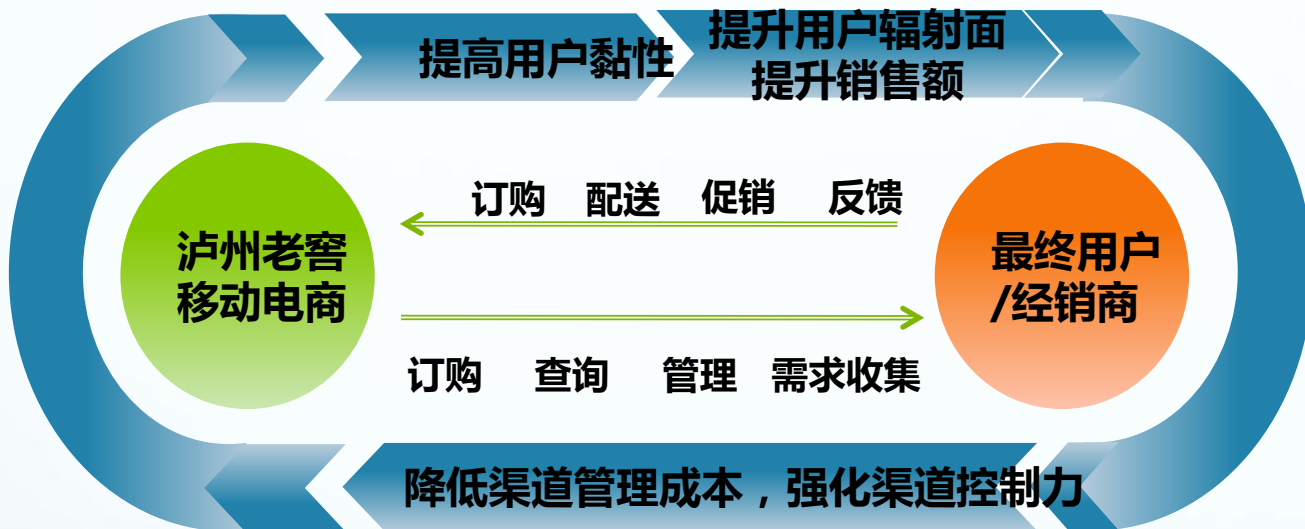 提高用户黏性
提升用户辐射面
提升销售额
订购 配送 促销 反馈
泸州老窖
移动电商
最终用户
/经销商
订购 查询 管理 需求收集
降低渠道管理成本，强化渠道控制力